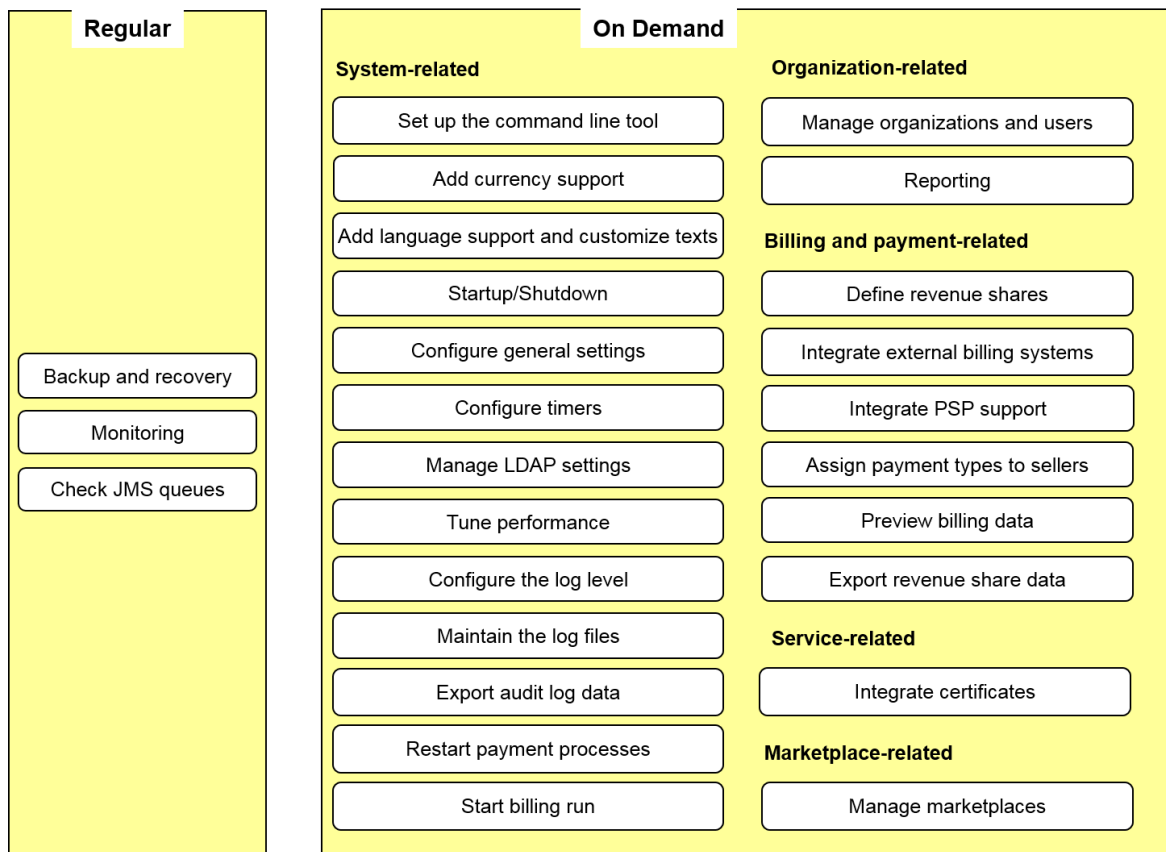 Regular
Backup and recovery
Monitoring
Check JMS queues
On Demand
System-related
Set up the command line tool
Add currency support
Add language support and customize texts
Startup/Shutdown
Configure general settings
Configure timers
Manage LDAP settings
Tune performance
Configure the log level
Maintain the log files
Export audit log data
Restart payment processes
Start billing run
Organization-related
Manage organizations and users
Reporting
Billing and payment-related
Define revenue shares
Integrate external billing systems
Integrate PSP support
Assign payment types to sellers
Preview billing data
Export revenue share data
Service-related
Integrate certificates
Marketplace-related
Manage marketplaces